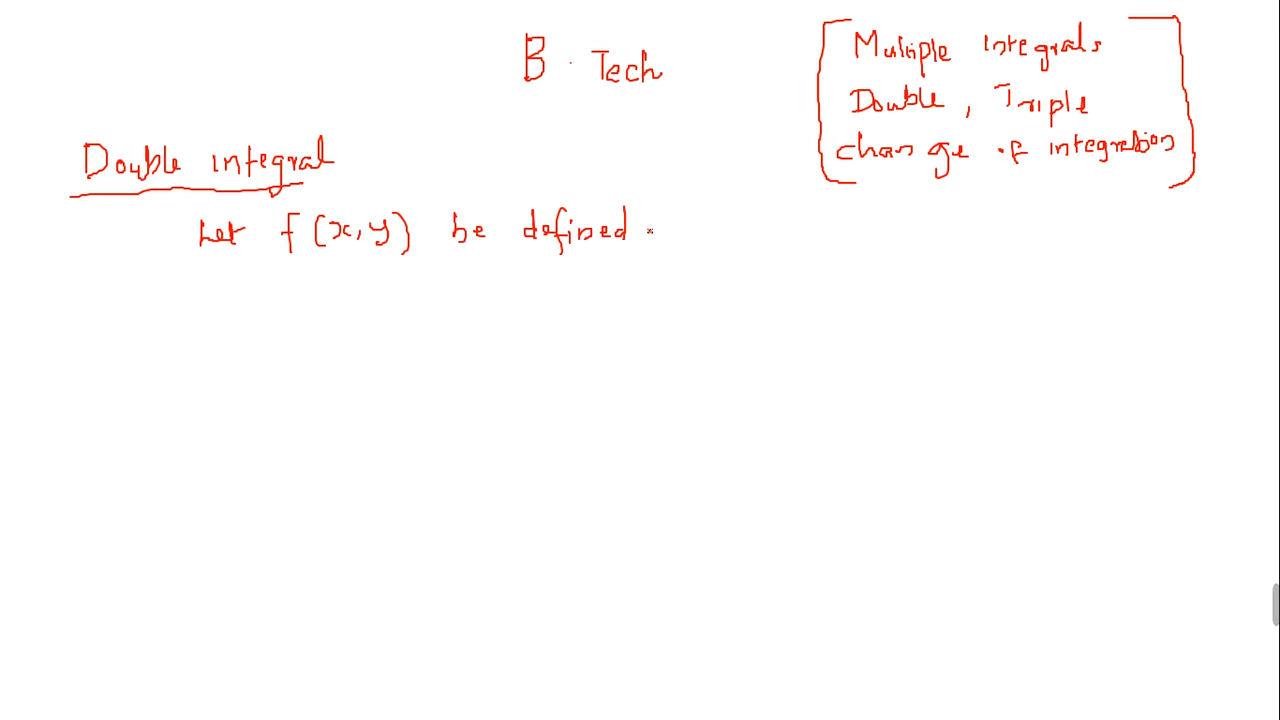 B. Tech
Multiple integrals
Double, Triple
change of integration
Double integral
Let f(x,y) be defined